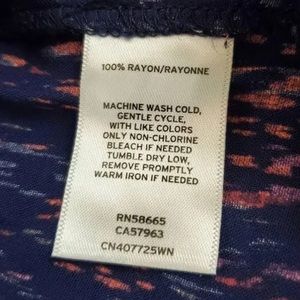 100% RAYON/RAYONNE
MACHINE WASH COLD,
GENTLE CYCLE,
WITH LIKE COLORS
ONLY NON-CHLORINE
BLEACH IF NEEDED
TUMBLE DRY LOW,
REMOVE PROMPTLY
WARM IRON IF NEEDED
RN58665
CA57963
CN407725WN